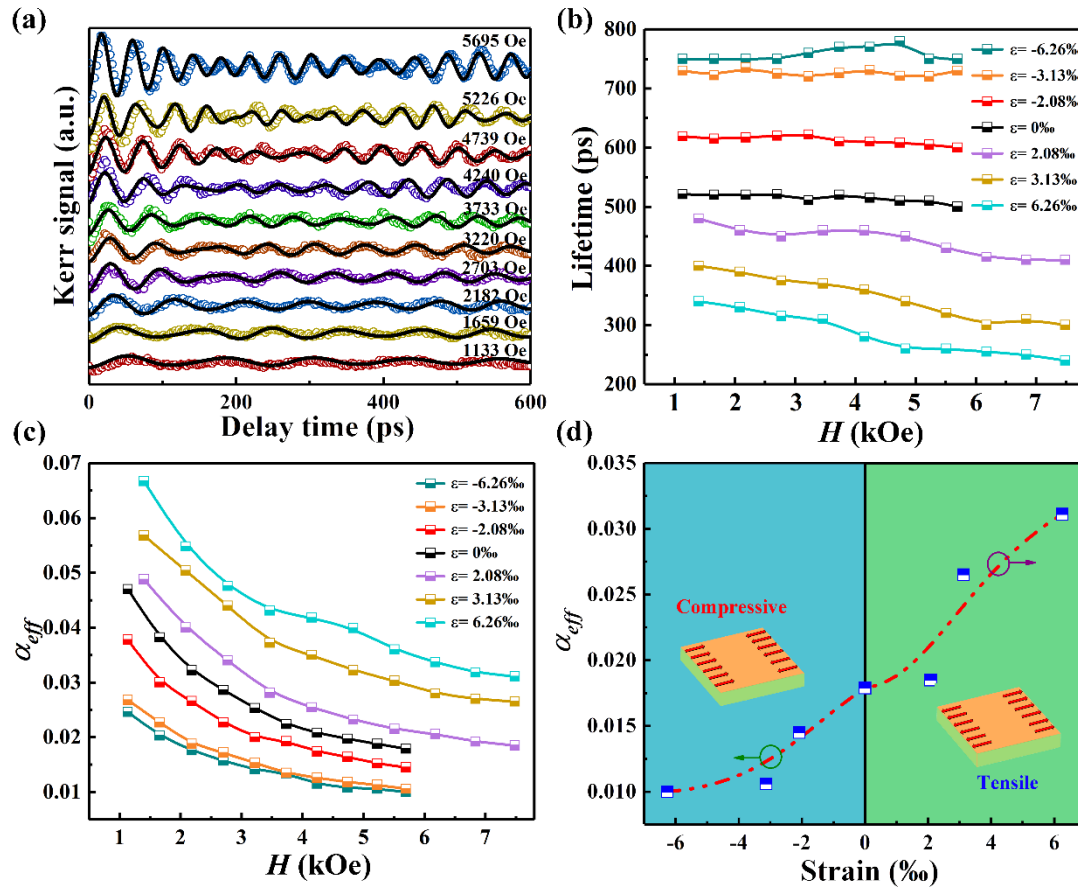 (a)
5695 Oe
5226 Oe
4739 Oe
4240 Oe
3733 Oe
3220 Oe
2703 Oe
2182 Oe
1659 Oe
1133 Oe
Kerr signal (a.u.)
0 200 400 600
Delay time (ps)
(b)
800
700
600
500
400
300
200
Lifetime (ps)
ε= -6.26‰
ε= -3.13‰
ε= -2.08‰
ε= 0‰
ε= 2.08‰
ε= 3.13‰
ε= 6.26‰
1 2 3 4 5 6 7
H (kOe)
(c)
0.07
0.06
0.05
0.04
0.03
0.02
0.01
αeff
ε= -6.26‰
ε= -3.13‰
ε= -2.08‰
ε= 0‰
ε= 2.08‰
ε= 3.13‰
ε= 6.26‰
1 2 3 4 5 6 7
H (kOe)
(d)
0.035
0.030
0.025
0.020
0.015
0.010
αeff
Compressive
Tensile
-6 -4 -2 0 2 4 6
Strain (‰)